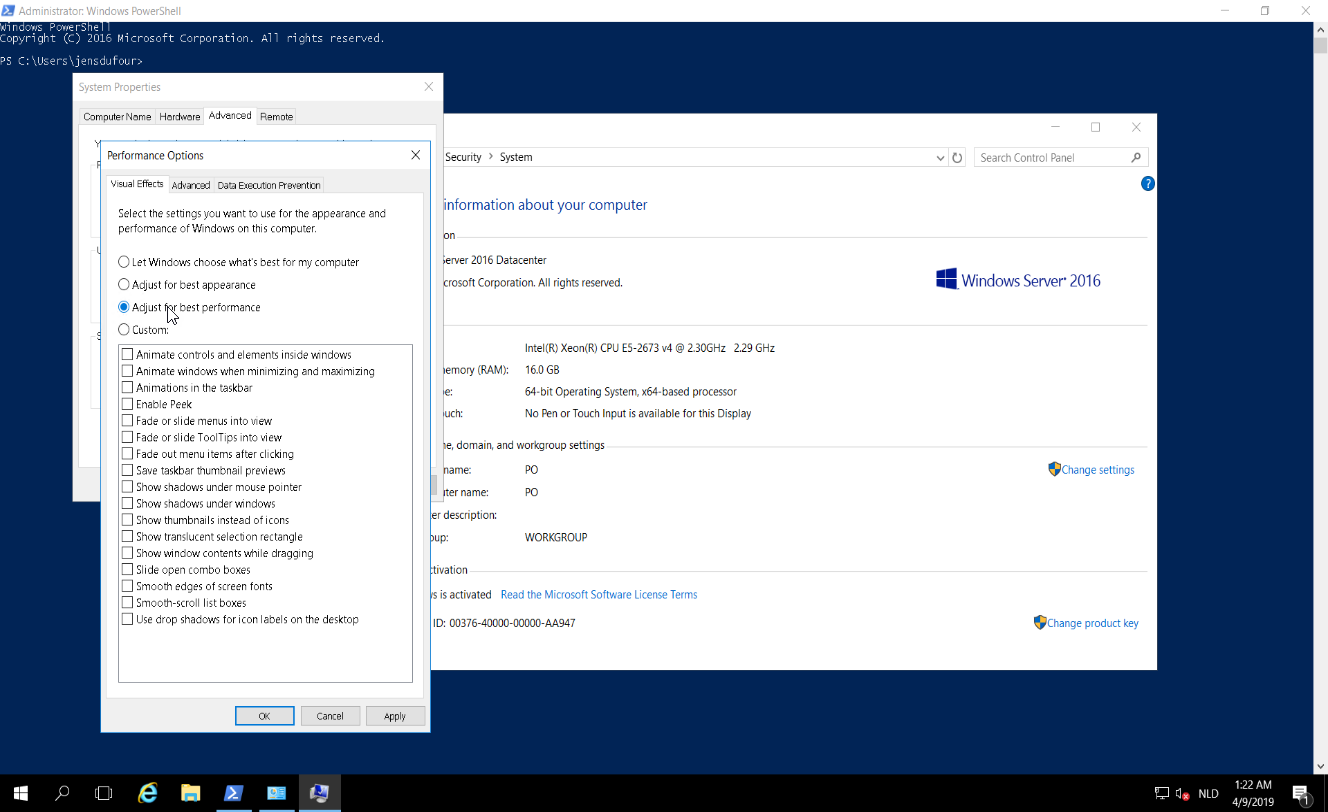 Administrator: Windows PowerShell
Windows PowerShell
Copyright (C) 2016 Microsoft Corporation. All rights reserved.
PS C:\Users\jensdufour>
System Properties
Computer Name Hardware Advanced Remote
Performance Options
Visual Effects Advanced Data Execution Prevention
Select the settings you want to use for the appearance and
performance of Windows on this computer.
Let Windows choose what's best for my computer
Adjust for best appearance
Adjust for best performance
Custom:
Animate controls and elements inside windows
Animate windows when minimizing and maximizing
Animations in the taskbar
Enable Peek
Fade or slide menus into view
Fade or slide ToolTips into view
Fade out menu items after clicking
Save taskbar thumbnail previews
Show shadows under mouse pointer
Show shadows under windows
Show thumbnails instead of icons
Show translucent selection rectangle
Show window contents while dragging
Slide open combo boxes
Smooth edges of screen fonts
Smooth-scroll list boxes
Use drop shadows for icon labels on the desktop
OK Cancel Apply
Security > System
Search Control Panel
?
information about your computer
on
Server 2016 Datacenter
crosoft Corporation. All rights reserved.
Windows Server 2016
Intel(R) Xeon(R) CPU E5-2673 v4 @ 2.30GHz 2.29 GHz
emory (RAM): 16.0 GB
pe: 64-bit Operating System, x64-based processor
uch: No Pen or Touch Input is available for this Display
me, domain, and workgroup settings
name: PO
Change settings
uter name: PO
er description:
oup: WORKGROUP
tivation
ws is activated Read the Microsoft Software License Terms
ID: 00376-40000-00000-AA947
Change product key
NLD
1:22 AM
4/9/2019
1